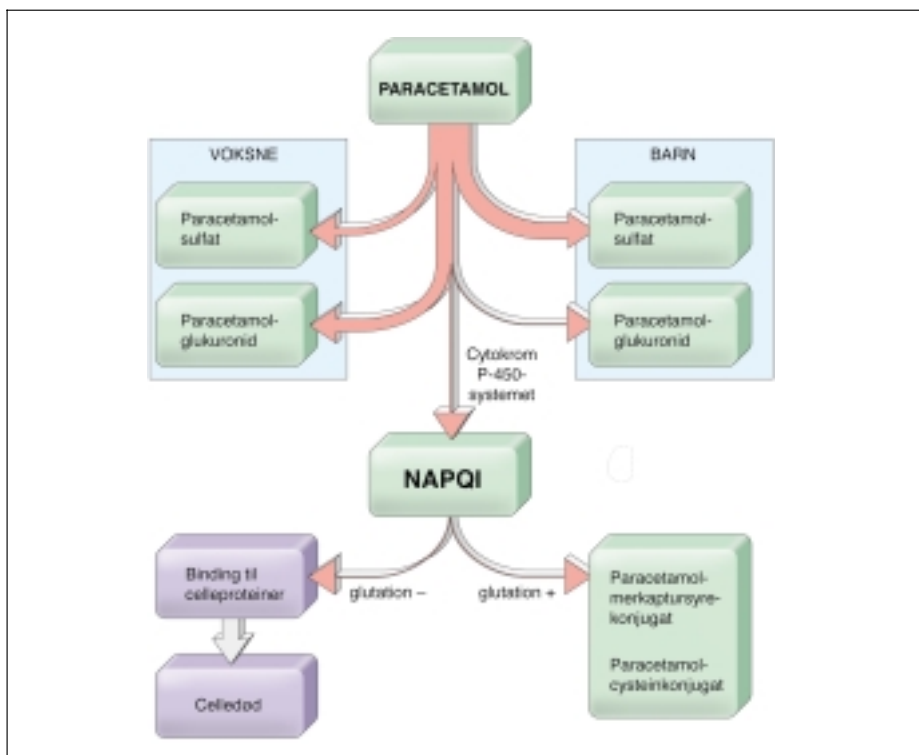 PARACETAMOL
VOKSNE
Paracetamol-
sulfat
Paracetamol-
glukuronid
BARN
Paracetamol-
sulfat
Paracetamol-
glukuronid
Cytokrom
P-450-
systemet
NAPQI
glutation –
glutation +
Binding til
celleproteiner
Celledød
Paracetamol-
merkaptursyre-
konjugat
Paracetamol-
cysteinkonjugat